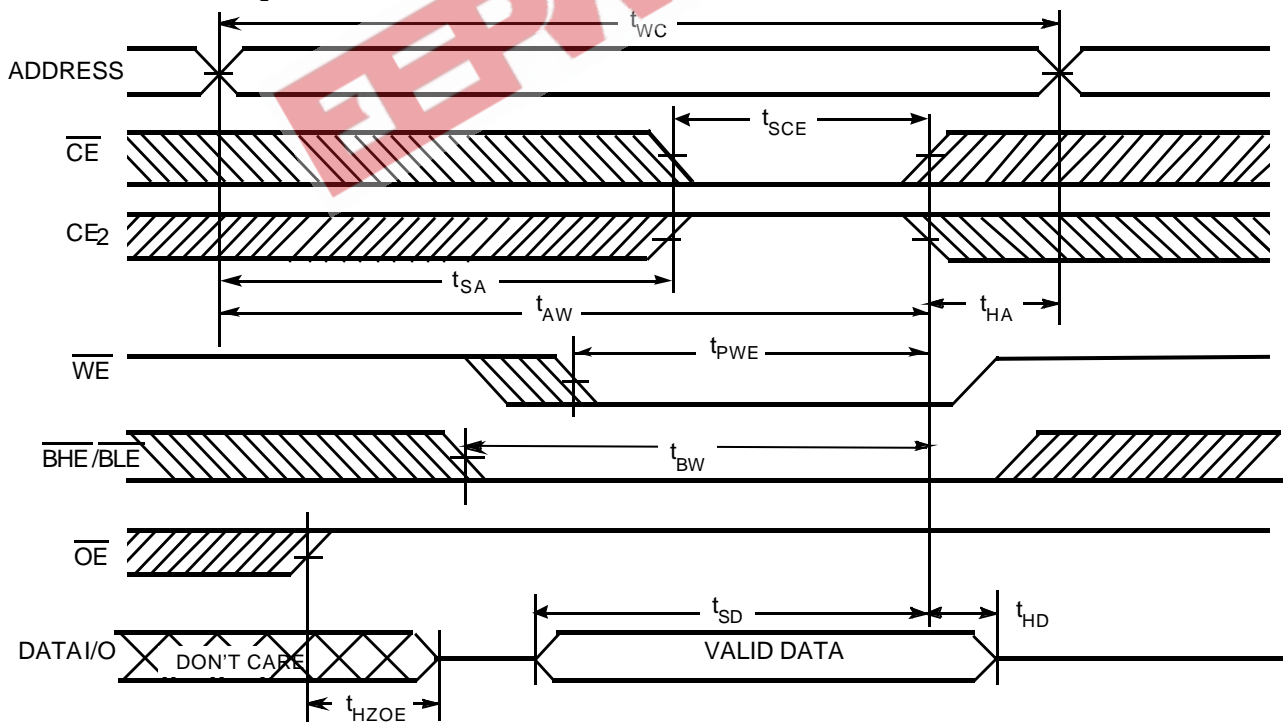 tWC
ADDRESS
tSCE
CE
CE2
tSA
tAW
tHA
tPWE
WE
BHE/BLE
tBW
OE
tSD
tHD
DATA I/O
DON'T CARE
VALID DATA
tHZOE